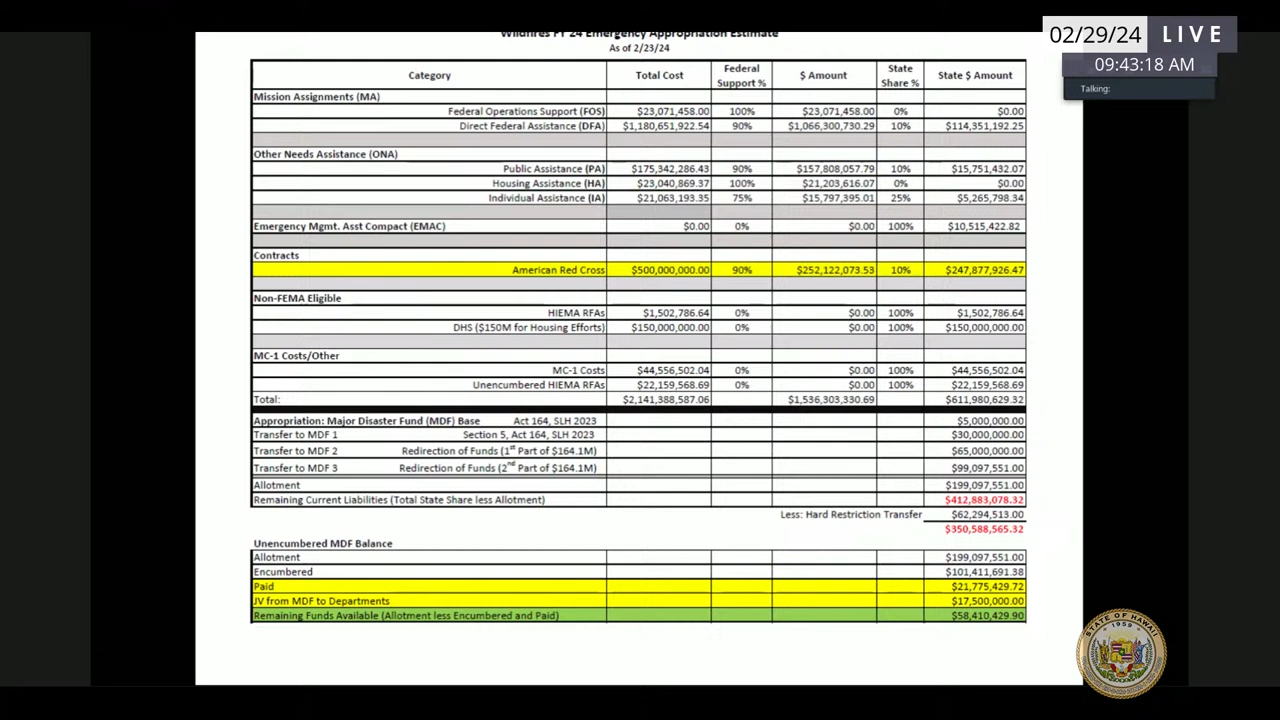 Wildfires FY 24 Emergency Appropriation Estimate
As of 2/23/24
02/29/24 LIVE
09:43:18 AM
Talking:
Category Total Cost Federal Support % $ Amount State Share % State $ Amount
Mission Assignments (MA)
Federal Operations Support (FOS) $23,071,458.00 100% $23,071,458.00 0% $0.00
Direct Federal Assistance (DFA) $1,180,651,922.54 90% $1,066,300,730.29 10% $114,351,192.25
Other Needs Assistance (ONA)
Public Assistance (PA) $175,342,286.43 90% $157,808,057.79 10% $15,751,432.07
Housing Assistance (HA) $23,040,869.37 100% $21,203,616.07 0% $0.00
Individual Assistance (IA) $21,063,193.35 75% $15,797,395.01 25% $5,265,798.34
Emergency Mgmt. Asst Compact (EMAC) $0.00 0% $0.00 100% $10,515,422.82
Contracts
American Red Cross $500,000,000.00 90% $252,122,073.53 10% $247,877,926.47
Non-FEMA Eligible
HIEMA RFAs $1,502,786.64 0% $0.00 100% $1,502,786.64
DHS ($150M for Housing Efforts) $150,000,000.00 0% $0.00 100% $150,000,000.00
MC-1 Costs/Other
MC-1 Costs $44,556,502.04 0% $0.00 100% $44,556,502.04
Unencumbered HIEMA RFAs $22,159,568.69 0% $0.00 100% $22,159,568.69
Total: $2,141,388,587.06 $1,536,303,330.69 $611,980,629.32
Appropriation: Major Disaster Fund (MDF) Base Act 164, SLH 2023 $5,000,000.00
Transfer to MDF 1 Section 5, Act 164, SLH 2023 $30,000,000.00
Transfer to MDF 2 Redirection of Funds (1st Part of $164.1M) $65,000,000.00
Transfer to MDF 3 Redirection of Funds (2nd Part of $164.1M) $99,097,551.00
Allotment $199,097,551.00
Remaining Current Liabilities (Total State Share less Allotment) $412,883,078.32
Less: Hard Restriction Transfer $62,294,513.00
$350,588,565.32
Unencumbered MDF Balance
Allotment $199,097,551.00
Encumbered $101,411,691.38
Paid $21,775,429.72
JV from MDF to Departments $17,500,000.00
Remaining Funds Available (Allotment less Encumbered and Paid) $58,410,429.90
STATE OF HAWAII
1959